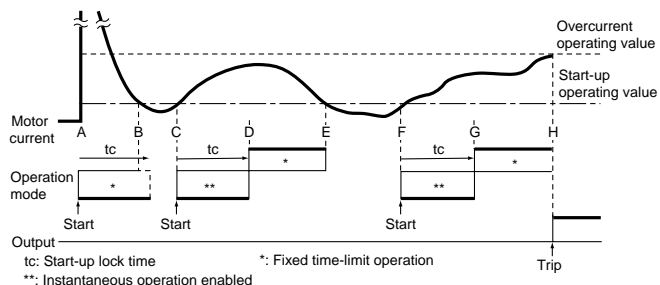 Overcurrent
operating value
Start-up
operating value
Motor
current
A B C D E F G H
tc tc tc
Operation
mode
* ** * ** *
Start Start Start
Output
Trip
tc: Start-up lock time
*: Fixed time-limit operation
**: Instantaneous operation enabled